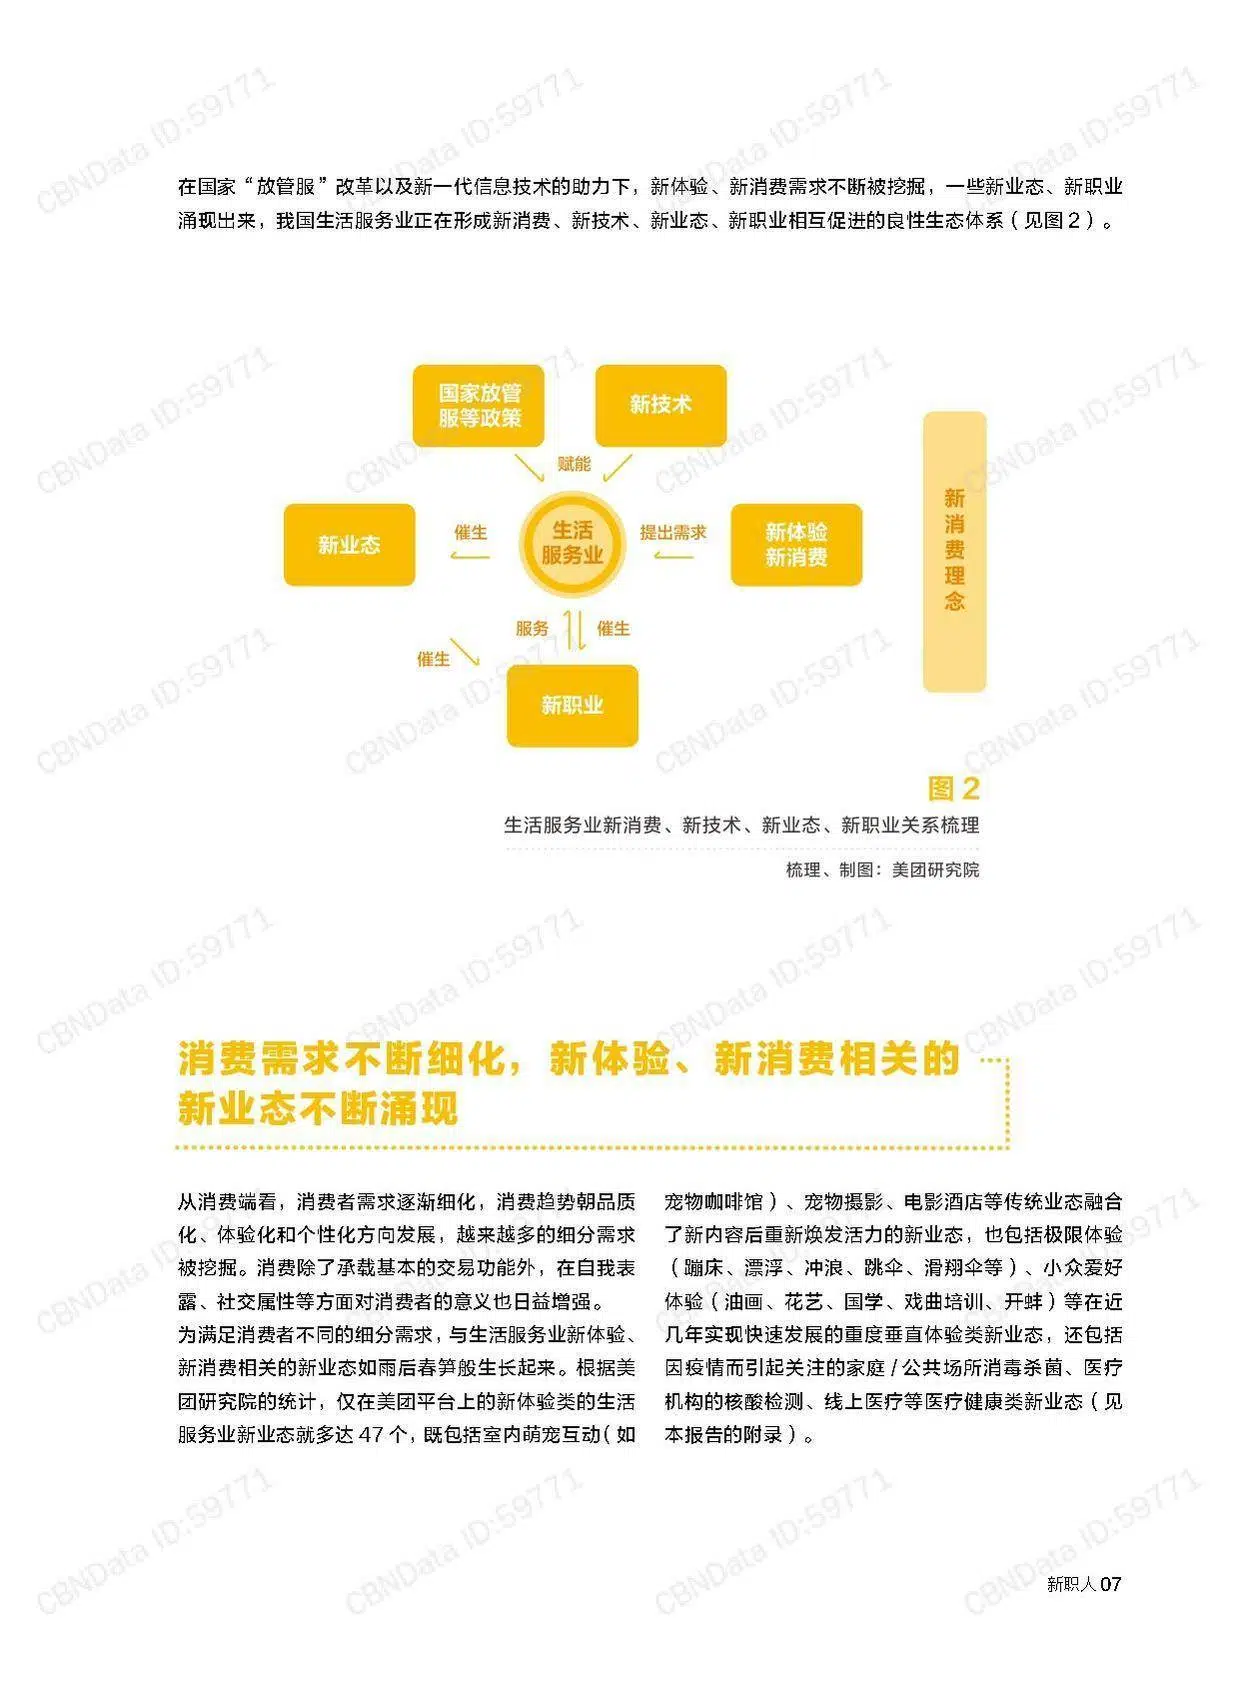 在国家“放管服”改革以及新一代信息技术的助力下，新体验、新消费需求不断被挖掘，一些新业态、新职业
涌现出来，我国生活服务业正在形成新消费、新技术、新业态、新职业相互促进的良性生态体系（见图2）。
国家放管
服等政策
新技术
赋能
新业态
催生
生活
服务业
提出需求
新体验
新消费
服务
催生
催生
新职业
新消费理念
图 2
生活服务业新消费、新技术、新业态、新职业关系梳理
梳理、制图：美团研究院
消费需求不断细化，新体验、新消费相关的
新业态不断涌现
从消费端看，消费者需求逐渐细化，消费趋势朝品质
化、体验化和个性化方向发展，越来越多的细分需求
被挖掘。消费除了承载基本的交易功能外，在自我表
露、社交属性等方面对消费者的意义也日益增强。
为满足消费者不同的细分需求，与生活服务业新体验、
新消费相关的新业态如雨后春笋般生长起来。根据美
团研究院的统计，仅在美团平台上的新体验类的生活
服务业新业态就多达 47 个，既包括室内萌宠互动（如
宠物咖啡馆）、宠物摄影、电影酒店等传统业态融合
了新内容后重新焕发活力的新业态，也包括极限体验
（蹦床、漂浮、冲浪、跳伞、滑翔伞等）、小众爱好
体验（油画、花艺、国学、戏曲培训、开蚌）等在近
几年实现快速发展的重度垂直体验类新业态，还包括
因疫情而引起关注的家庭 / 公共场所消毒杀菌、医疗
机构的核酸检测、线上医疗等医疗健康类新业态（见
本报告的附录）。
新职人 07
CBNData ID:59771